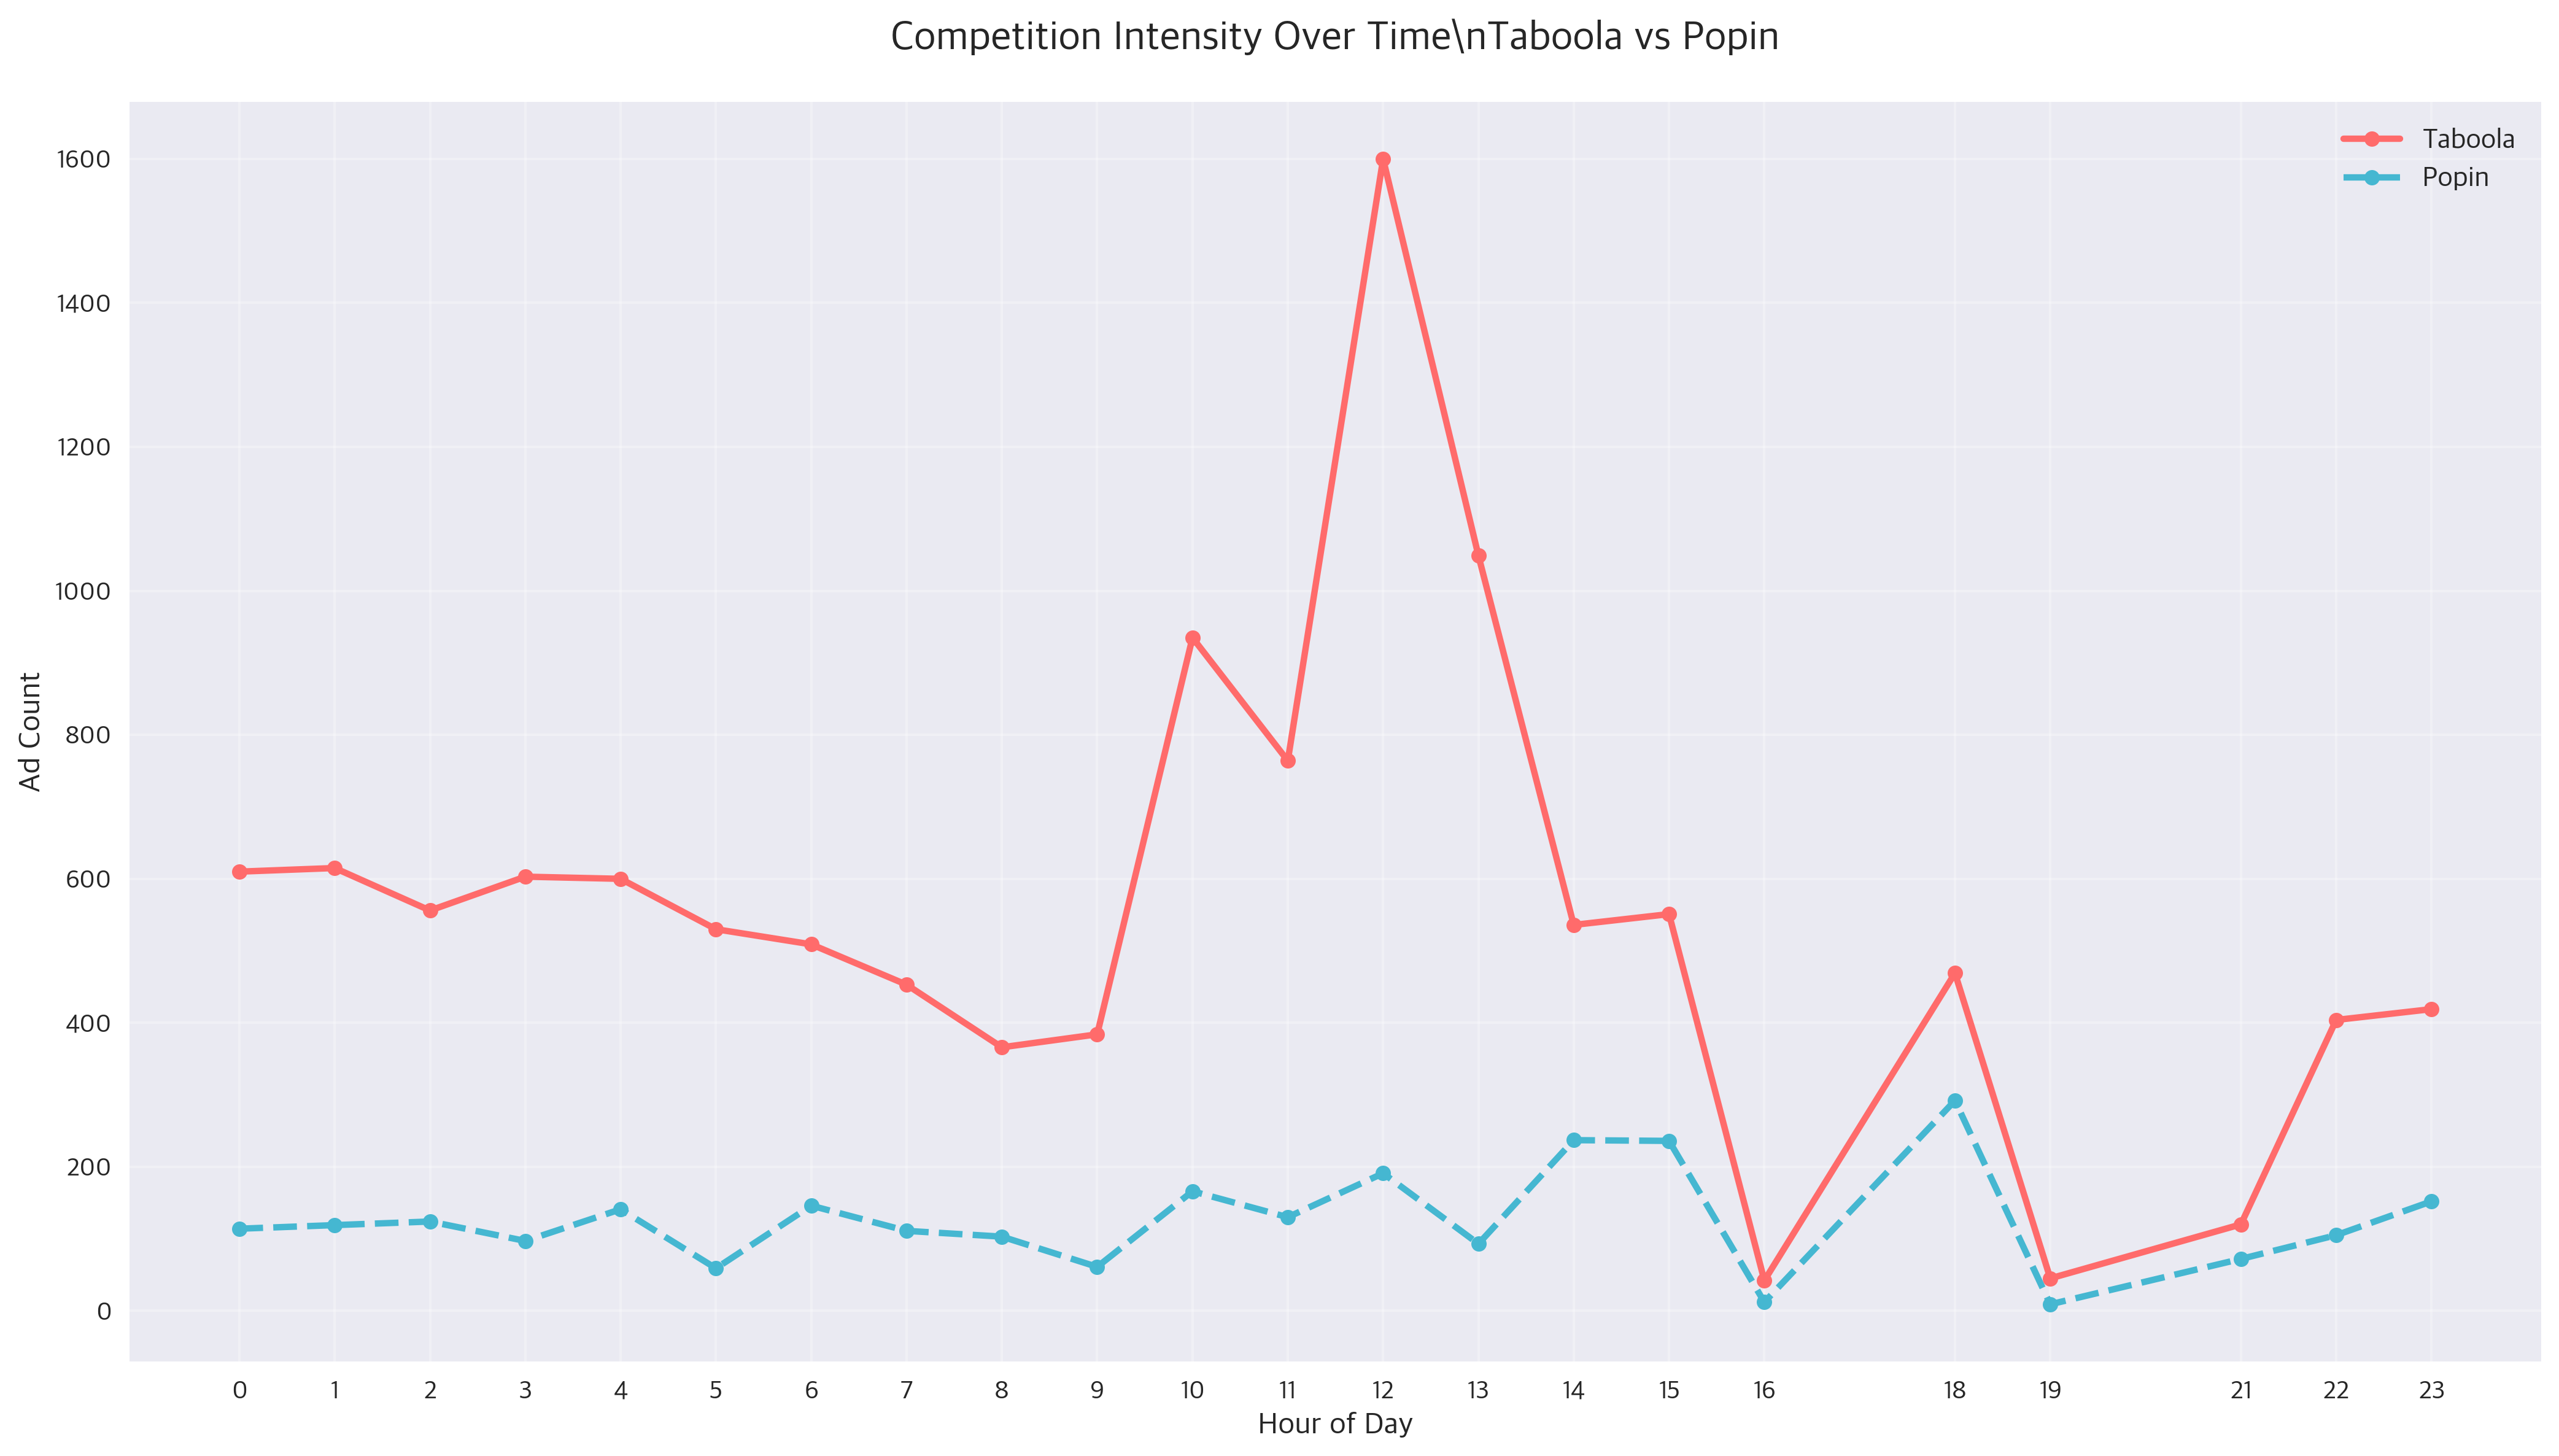 Competition Intensity Over Time\nTaboola vs Popin
Taboola
Popin
1600
1400
1200
1000
800
600
400
200
0
Ad Count
0 1 2 3 4 5 6 7 8 9 10 11 12 13 14 15 16 18 19 21 22 23
Hour of Day